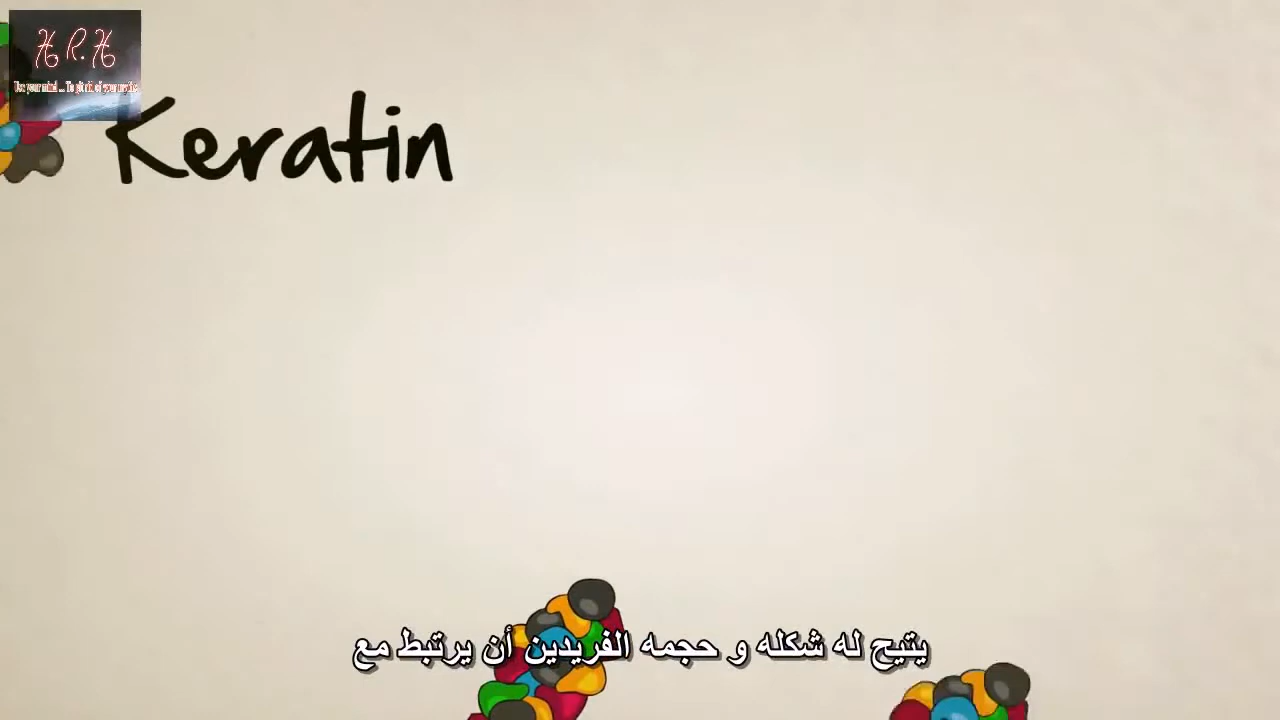 H R. H
Keratin
يتيح له شكله و حجمه الفريدين أن يرتبط مع